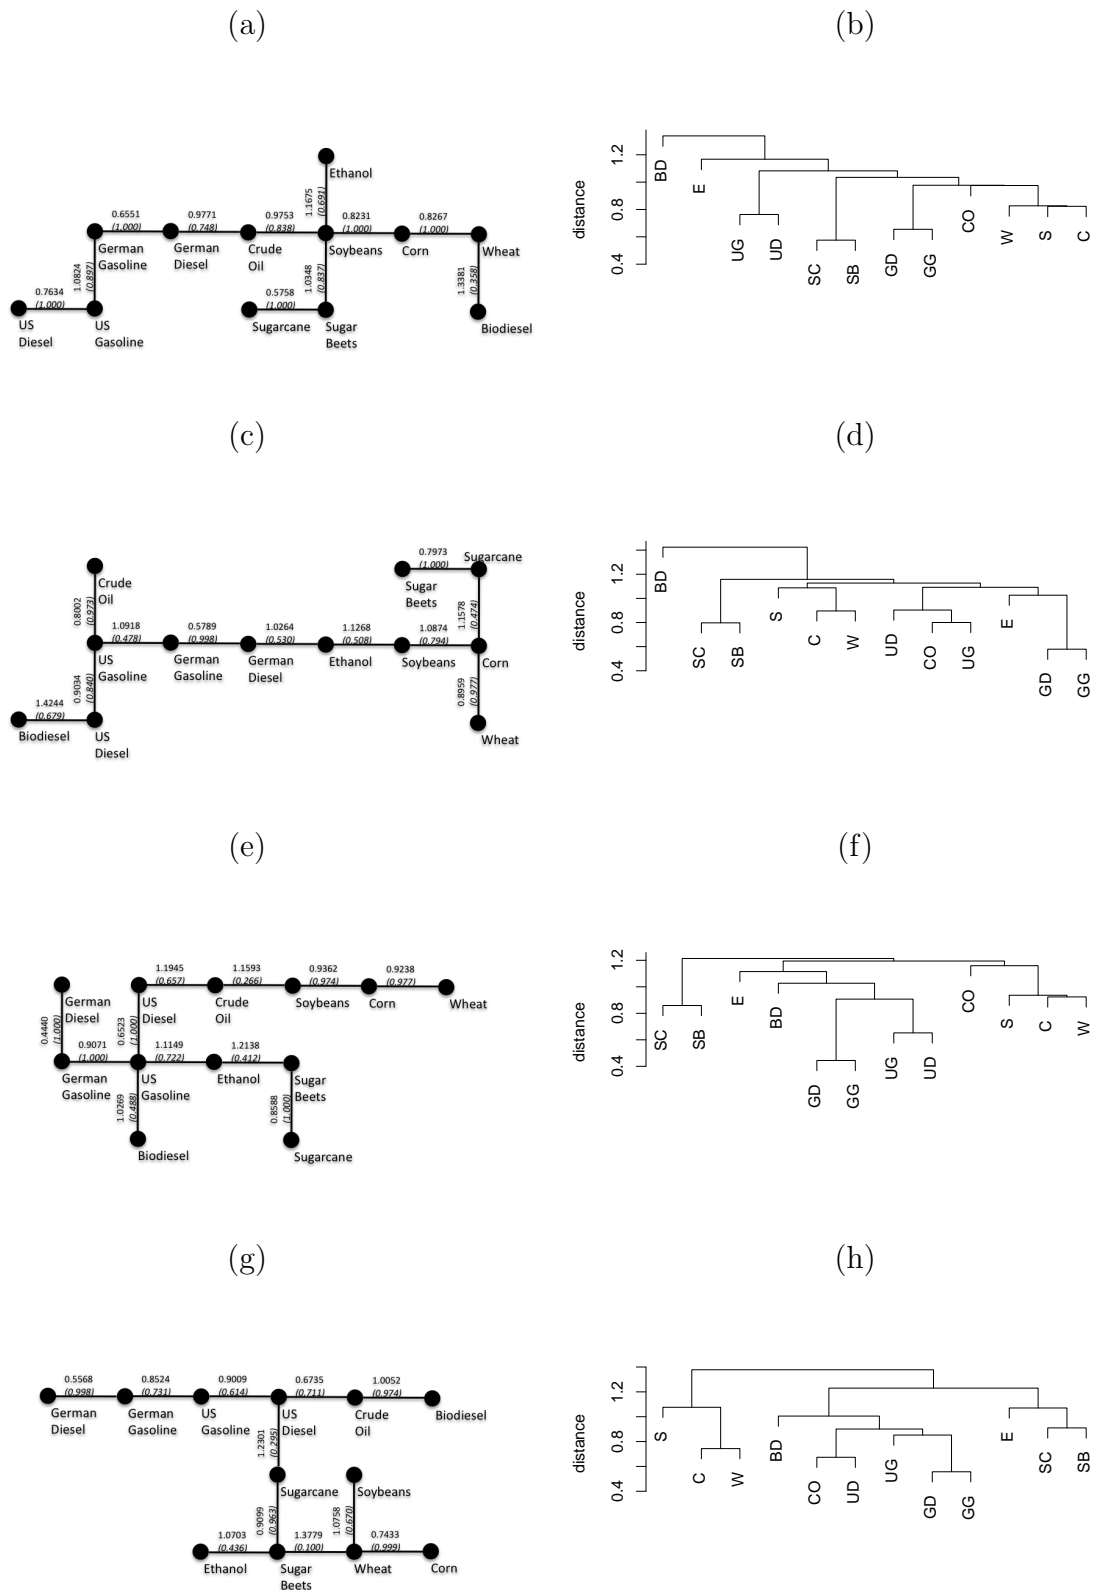 (a)
(b)
Ethanol
1.1675
(0.691)
0.6551
(1.000)
0.9771
(0.748)
0.9753
(0.838)
0.8231
(1.000)
0.8267
(1.000)
German
Gasoline
German
Diesel
Crude
Oil
Soybeans
Corn
Wheat
1.0824
(0.897)
1.0348
(0.837)
1.3381
(0.358)
0.7634
(1.000)
0.5758
(1.000)
US
Diesel
US
Gasoline
Sugarcane
Sugar
Beets
Biodiesel
distance
0.4
0.8
1.2
BD
E
UG
UD
SC
SB
GD
GG
CO
W
S
C
(c)
(d)
Crude
Oil
0.7973
(1.000)
Sugarcane
Sugar
Beets
0.8002
(0.973)
1.1578
(0.474)
1.0918
(0.478)
0.5789
(0.998)
1.0264
(0.530)
1.1268
(0.508)
1.0874
(0.794)
US
Gasoline
German
Gasoline
German
Diesel
Ethanol
Soybeans
Corn
0.9034
(0.840)
0.8959
(0.977)
1.4244
(0.679)
Biodiesel
US
Diesel
Wheat
distance
0.4
0.8
1.2
BD
SC
SB
S
C
W
UD
CO
UG
E
GD
GG
(e)
(f)
1.1945
(0.657)
1.1593
(0.266)
0.9362
(0.974)
0.9238
(0.977)
German
Diesel
US
Diesel
Crude
Oil
Soybeans
Corn
Wheat
0.4440
(1.000)
0.6523
(1.000)
0.9071
(1.000)
1.1149
(0.722)
1.2138
(0.412)
German
Gasoline
US
Gasoline
Ethanol
Sugar
Beets
1.0269
(0.488)
0.8588
(1.000)
Biodiesel
Sugarcane
distance
0.4
0.8
1.2
SC
SB
E
BD
GD
GG
UG
UD
CO
S
C
W
(g)
(h)
0.5568
(0.998)
0.8524
(0.731)
0.9009
(0.614)
0.6735
(0.711)
1.0052
(0.974)
German
Diesel
German
Gasoline
US
Gasoline
US
Diesel
Crude
Oil
Biodiesel
1.2301
(0.295)
Sugarcane
Soybeans
0.9099
(0.963)
1.0758
(0.670)
1.0703
(0.436)
1.3779
(0.100)
0.7433
(0.999)
Ethanol
Sugar
Beets
Wheat
Corn
distance
0.4
0.8
1.2
S
C
W
BD
CO
UD
UG
GD
GG
E
SC
SB